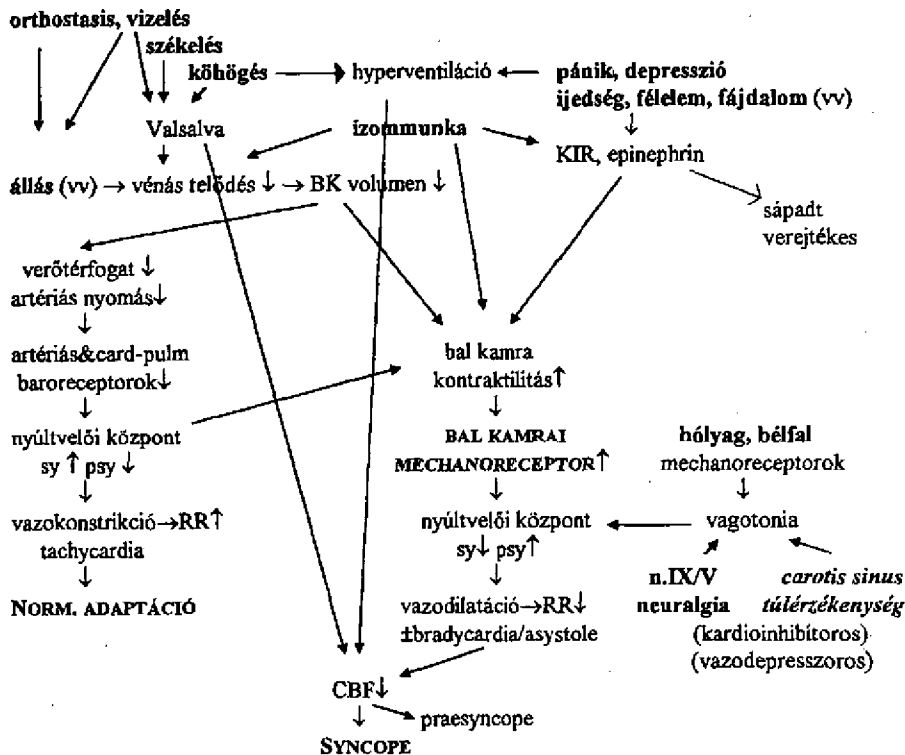 orthostasis, vizelés
székelés
köhögés → hyperventiláció ← pánik, depresszió
ijedség, félelem, fájdalom (vv)
Valsalva
izommunka
KIR, epinephrin
állás (vv) → vénás telődés ↓ → BK volumen ↓
sápadt
verejtékes
verőtérfogat ↓
artériás nyomás↓
artériás&card-pulm
baroreceptorok↓
bal kamra
kontraktilitás↑
nyúltvelői központ
sy ↑ psy ↓
BAL KAMRAI
MECHANORECEPTOR↑
hólyag, bélfal
mechanoreceptorok
vazokonstrikció→RR↑
tachycardia
nyúltvelői központ
sy↓ psy↑
vagotonia
NORM. ADAPTÁCIÓ
vazodilatáció→RR↓
±bradycardia/asystole
n.IX/V
neuralgia
carotis sinus
túlérzékenység
(kardioinhibítoros)
(vazodepresszoros)
CBF↓
praesyncope
SYNCOPE